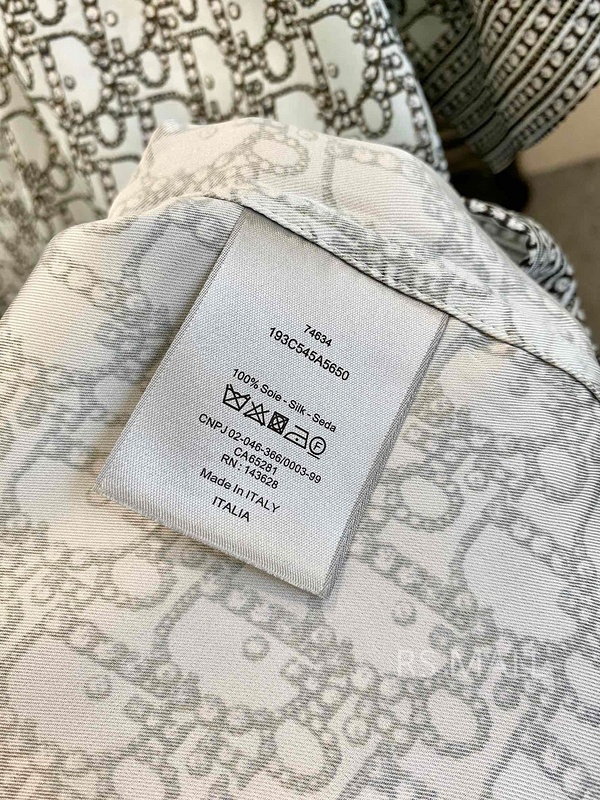 74634
193C545A5650
100% Soie - Silk - Seda
F
CNPJ 02-046-366/0003-99
CA65281
RN : 143628
Made In ITALY
ITALIA
RS MALL